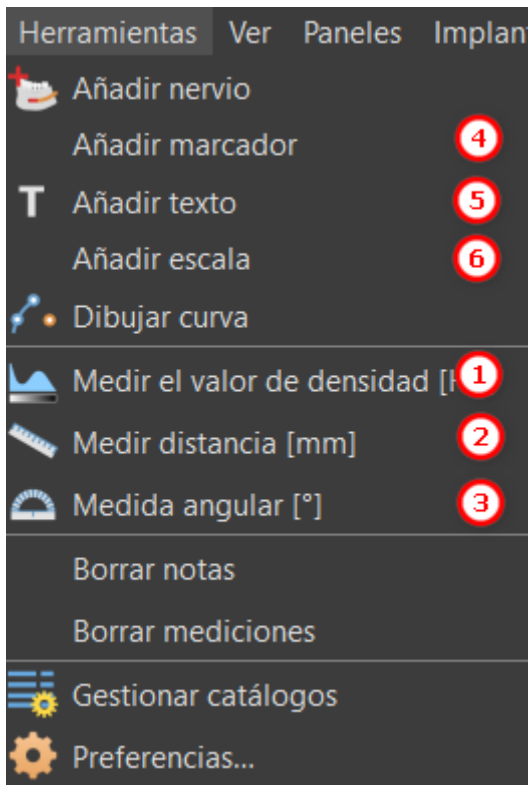 Herramientas Ver Paneles Implan
Añadir nervio
Añadir marcador 4
T Añadir texto 5
Añadir escala 6
Dibujar curva
Medir el valor de densidad [H 1
Medir distancia [mm] 2
Medida angular [°] 3
Borrar notas
Borrar mediciones
Gestionar catálogos
Preferencias...